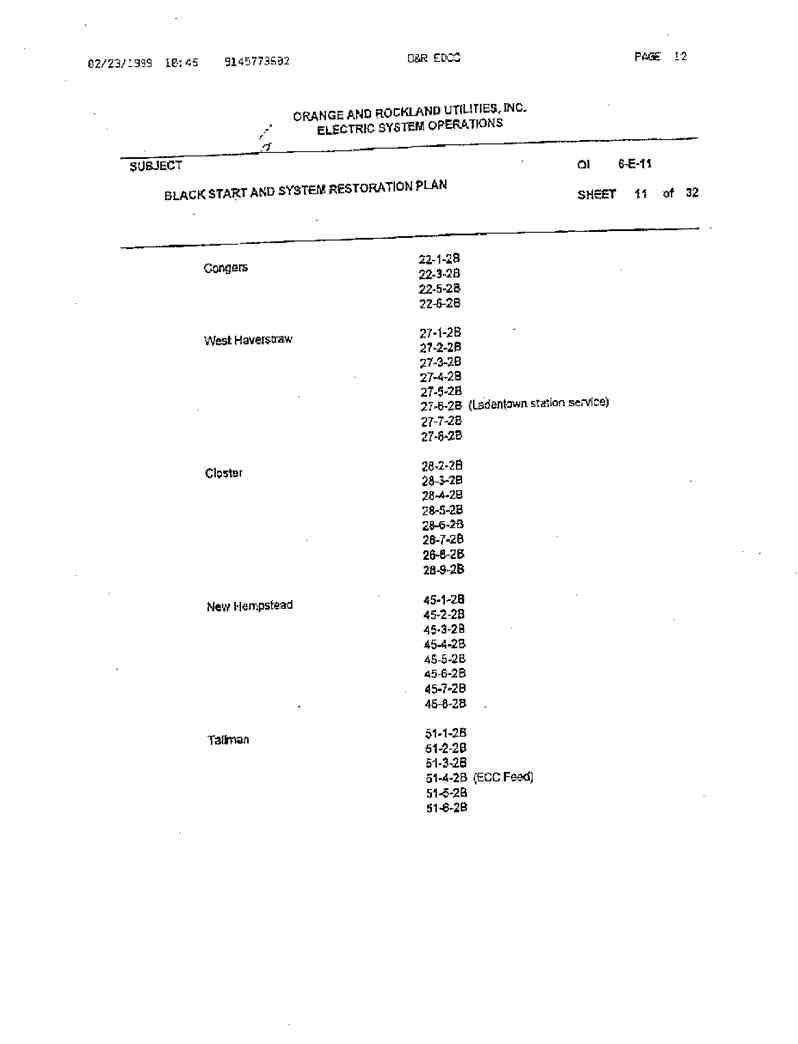 02/23/1999 18:45 9145773692 O&R EDCC PAGE 12
ORANGE AND ROCKLAND UTILITIES, INC.
ELECTRIC SYSTEM OPERATIONS
SUBJECT OI 6-E-11
BLACK START AND SYSTEM RESTORATION PLAN SHEET 11 of 32
Congers 22-1-2B
22-3-2B
22-5-2B
22-6-2B
West Haverstraw 27-1-2B
27-2-2B
27-3-2B
27-4-2B
27-5-2B
27-6-2B (Ladentown station service)
27-7-2B
27-8-2B
Closter 28-2-2B
28-3-2B
28-4-2B
28-5-2B
28-6-2B
28-7-2B
28-8-2B
28-9-2B
New Hempstead 45-1-2B
45-2-2B
45-3-2B
45-4-2B
45-5-2B
45-6-2B
45-7-2B
45-8-2B
Tallman 51-1-2B
51-2-2B
51-3-2B
51-4-2B (ECC Feed)
51-5-2B
51-6-2B